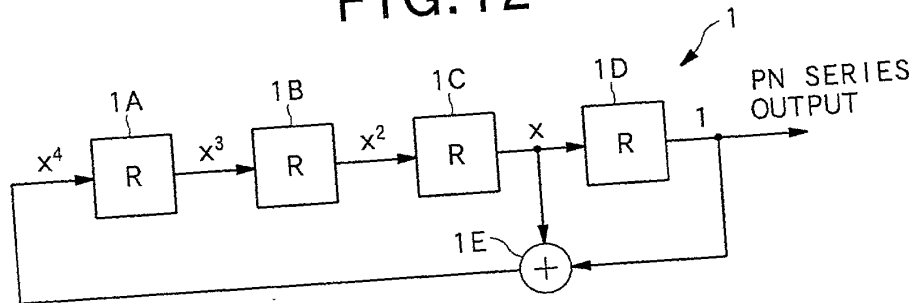 FIG.12
1
1A
1B
1C
1D
PN SERIES
OUTPUT
x⁴
R
x³
R
x²
R
x
R
1
1E
+